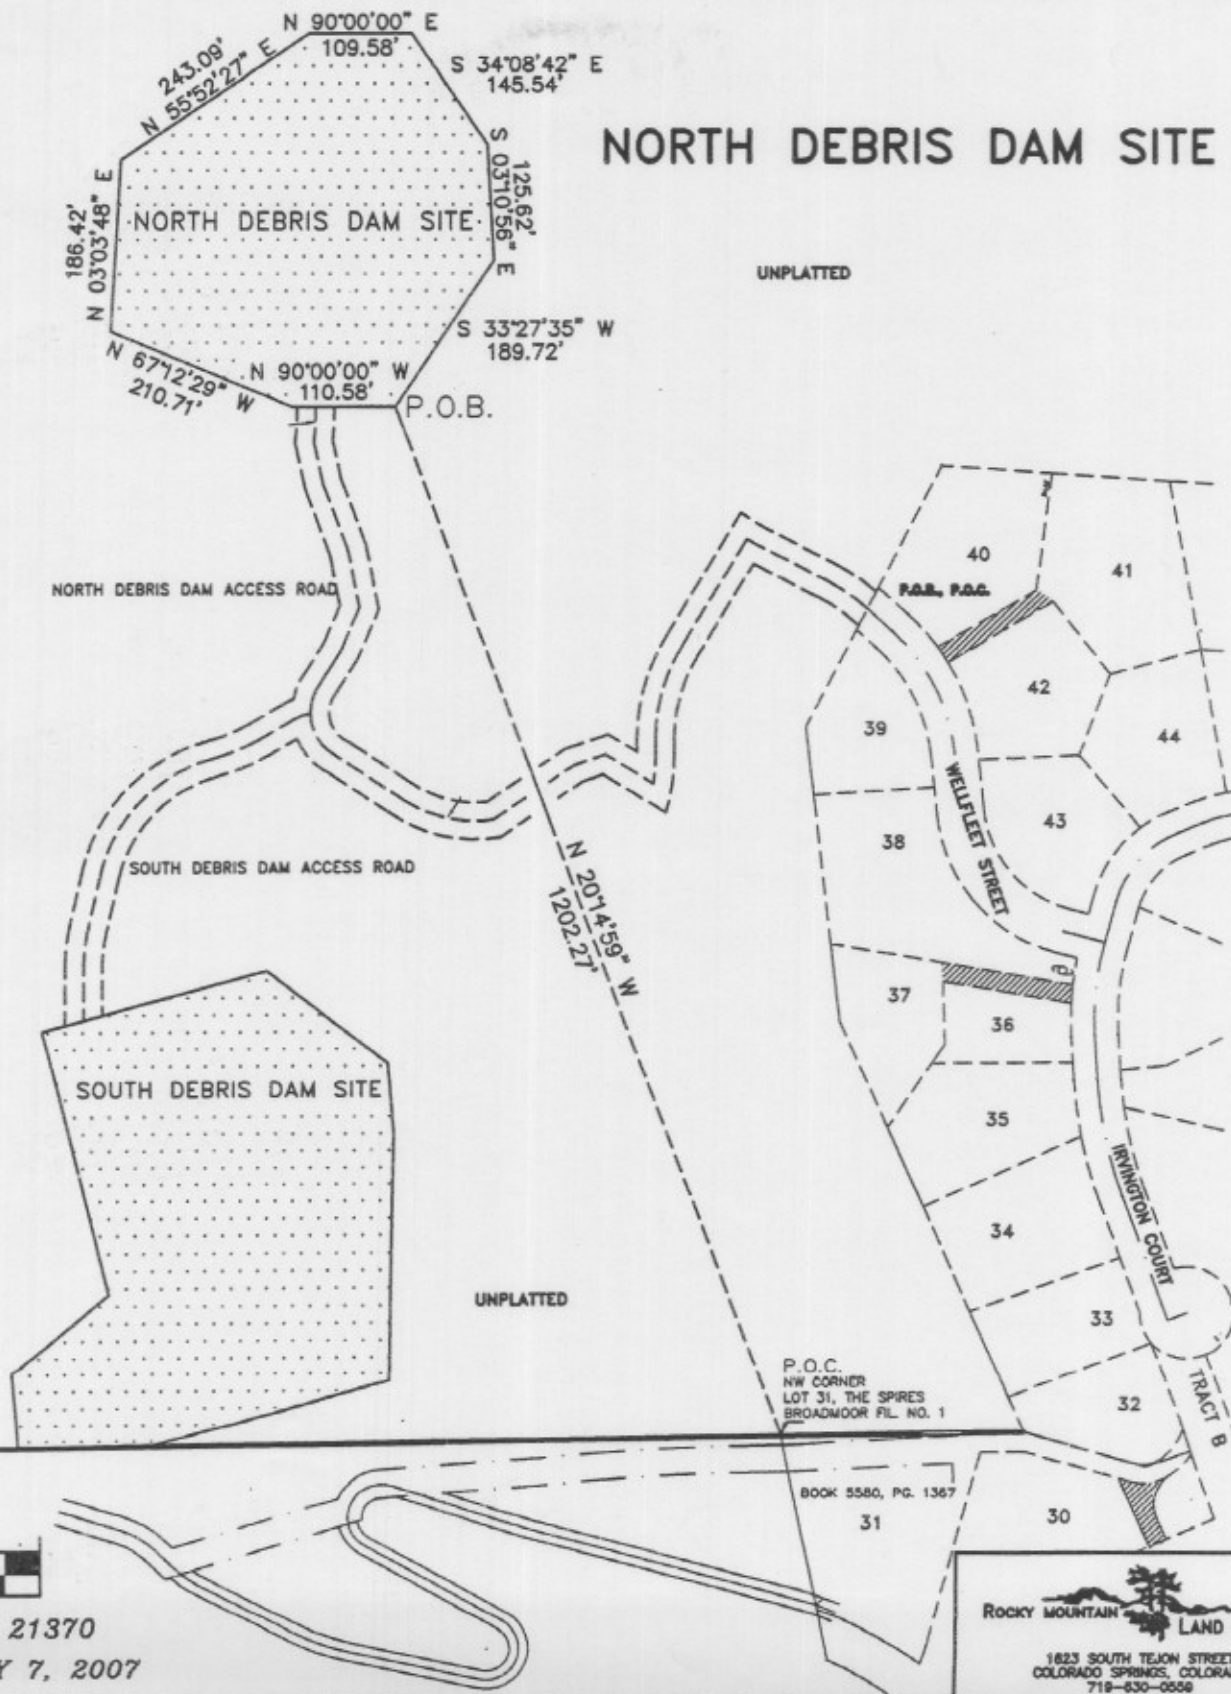 N 90°00'00" E
109.58'
243.09'
N 55°52'27" E
S 34°08'42" E
145.54'
NORTH DEBRIS DAM SITE
125.62'
S 03°10'56" E
186.42'
N 03°03'48" E
NORTH DEBRIS DAM SITE
UNPLATTED
S 33°27'35" W
189.72'
N 67°12'29" W
210.71'
N 90°00'00" W
110.58'
P.O.B.
40
41
NORTH DEBRIS DAM ACCESS ROAD
P.O.B., P.O.C.
42
39
44
WELLFLEET STREET
43
38
SOUTH DEBRIS DAM ACCESS ROAD
N 20°14'59" W
1202.27'
37
36
SOUTH DEBRIS DAM SITE
35
IRVINGTON COURT
34
UNPLATTED
33
P.O.C.
NW CORNER
LOT 31, THE SPIRES
BROADMOOR FIL. NO. 1
32
TRACT B
BOOK 5580, PG. 1367
31
30
21370
Y 7, 2007
ROCKY MOUNTAIN LAND
1623 SOUTH TEJON STREET
COLORADO SPRINGS, COLORA
719-630-0559